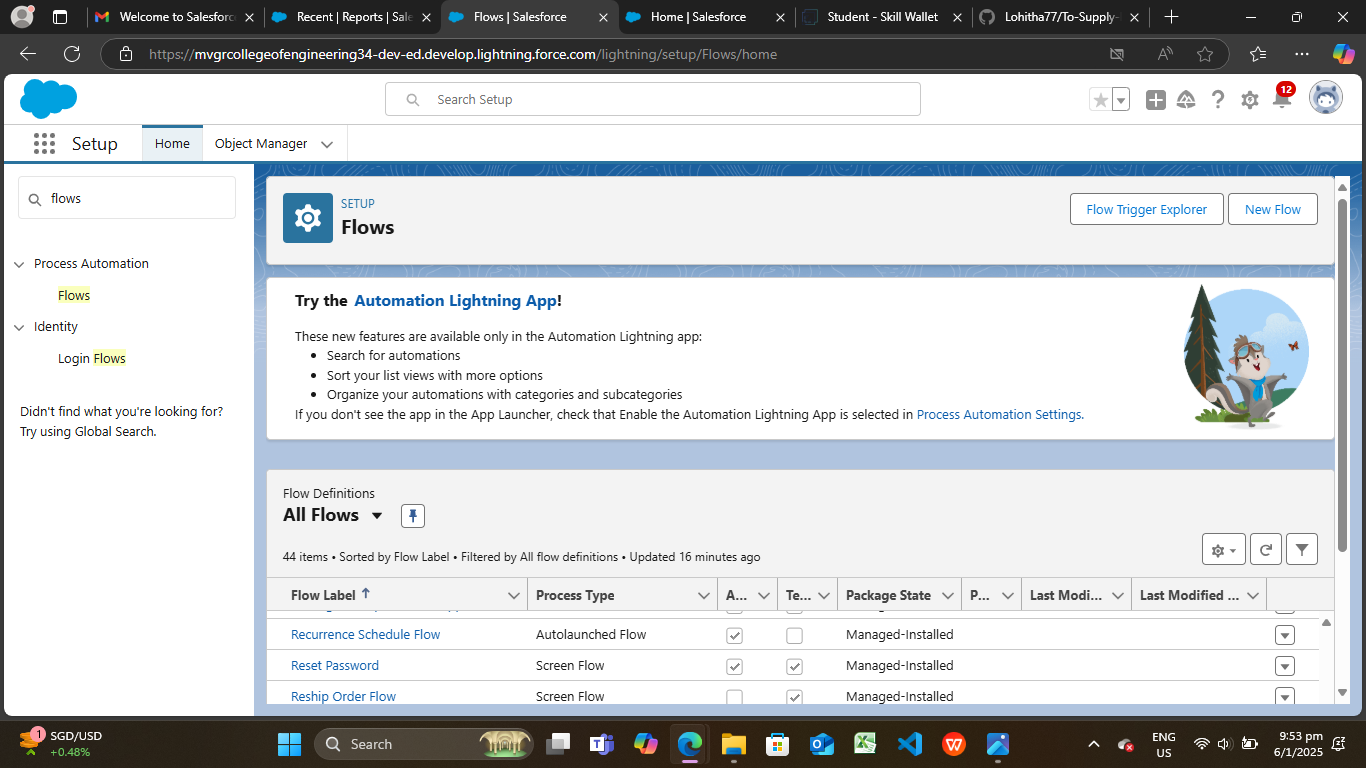 Welcome to Salesforc
Recent | Reports | Sale
Flows | Salesforce
Home | Salesforce
Student - Skill Wallet
Lohitha77/To-Supply-
https://mvgrcollegeofengineering34-dev-ed.develop.lightning.force.com/lightning/setup/Flows/home
Search Setup
12
Setup
Home
Object Manager
flows
Process Automation
Flows
Identity
Login Flows
Didn't find what you're looking for?
Try using Global Search.
SETUP
Flows
Flow Trigger Explorer
New Flow
Try the Automation Lightning App!
These new features are available only in the Automation Lightning app:
• Search for automations
• Sort your list views with more options
• Organize your automations with categories and subcategories
If you don't see the app in the App Launcher, check that Enable the Automation Lightning App is selected in Process Automation Settings.
Flow Definitions
All Flows
44 items • Sorted by Flow Label • Filtered by All flow definitions • Updated 16 minutes ago
Flow Label Process Type A... Te... Package State P... Last Modi... Last Modified ...
Recurrence Schedule Flow Autolaunched Flow Managed-Installed
Reset Password Screen Flow Managed-Installed
Reship Order Flow Screen Flow Managed-Installed
1
SGD/USD
+0.48%
Search
ENG
US
9:53 pm
6/1/2025